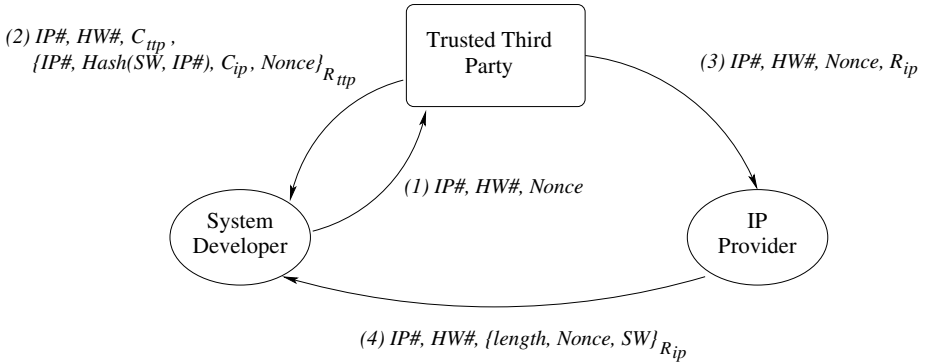 (2) IP#, HW#, C_ttp ,
{IP#, Hash(SW, IP#), C_ip , Nonce}_R_ttp
Trusted Third
Party
(3) IP#, HW#, Nonce, R_ip
(1) IP#, HW#, Nonce
System
Developer
IP
Provider
(4) IP#, HW#, {length, Nonce, SW}_R_ip